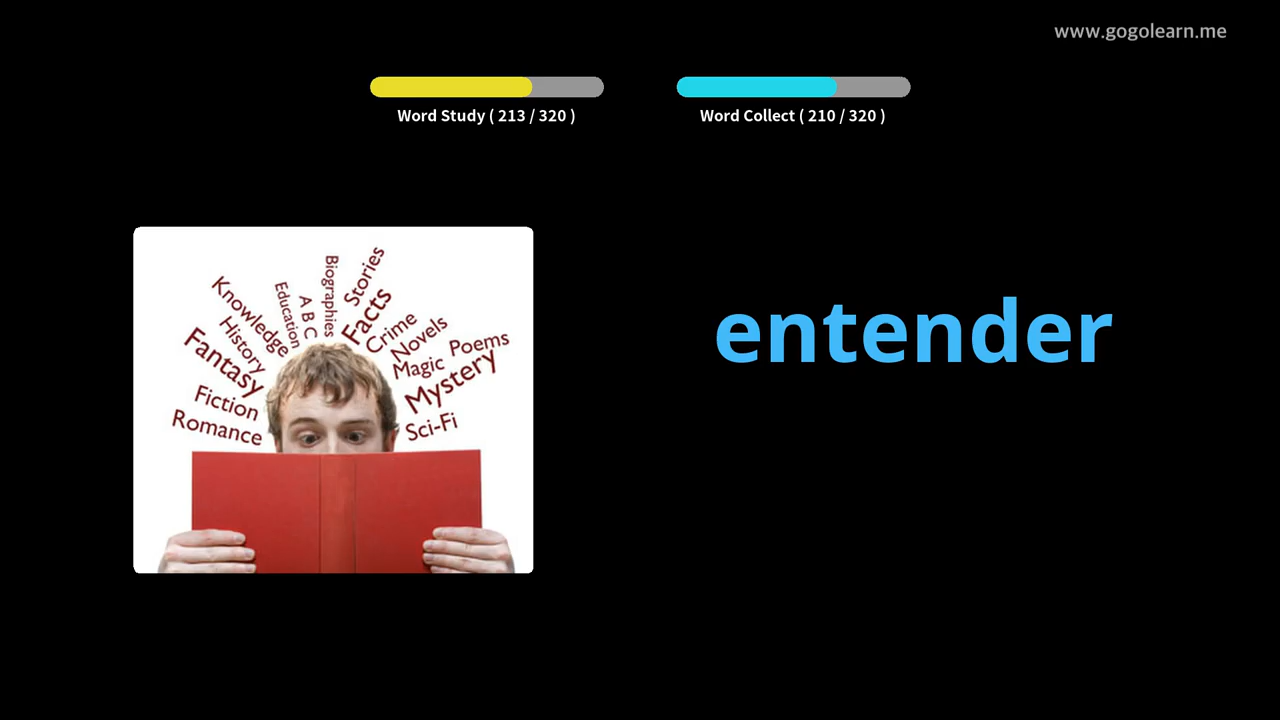 www.gogolearn.me
Word Study ( 213 / 320 )
Word Collect ( 210 / 320 )
Romance
Fiction
Fantasy
History
Knowledge
Education
A B C
Biographies
Stories
Facts
Crime
Novels
Magic
Poems
Mystery
Sci-Fi
entender